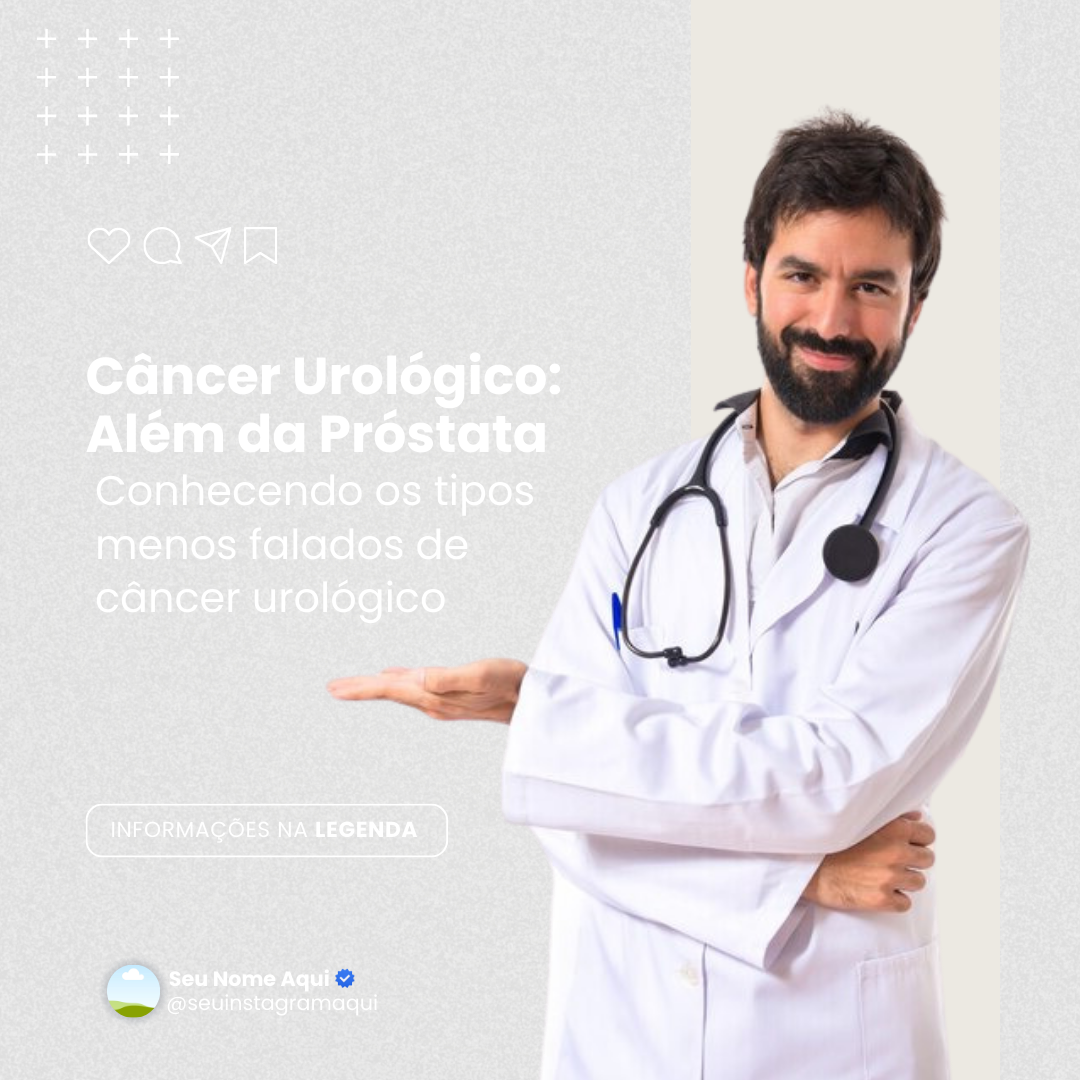 Câncer Urológico:
Além da Próstata
Conhecendo os tipos
menos falados de
câncer urológico
INFORMAÇÕES NA LEGENDA
Seu Nome Aqui
@seuinstagramaqui